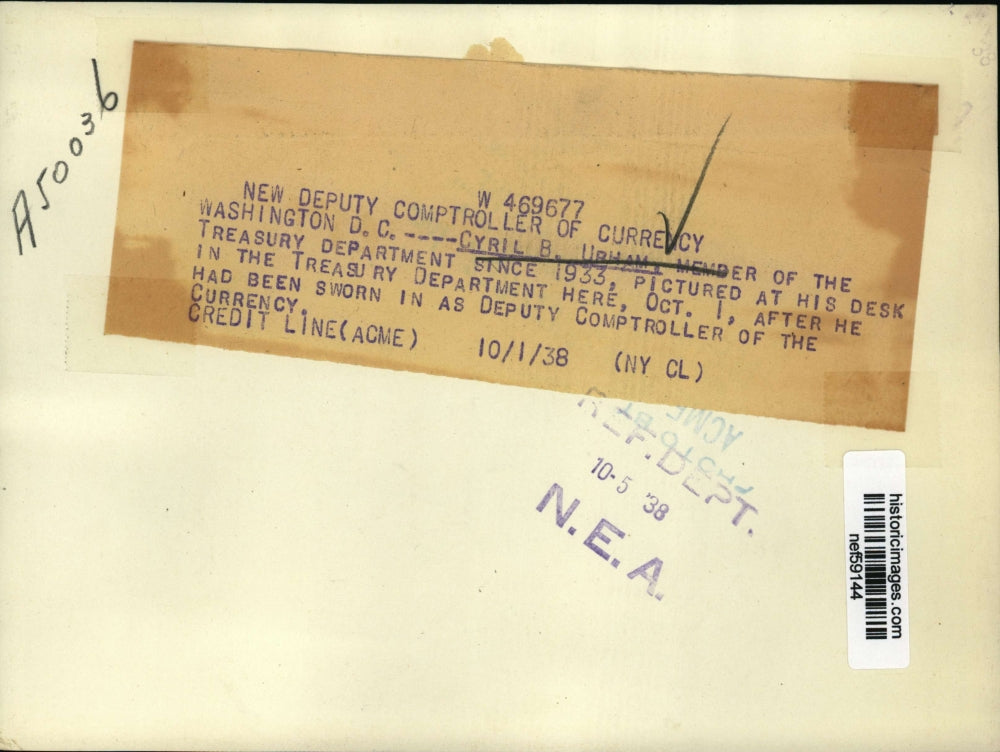 A50036
W 469677
NEW DEPUTY COMPTROLLER OF CURRENCY
WASHINGTON D.C. ----CYRIL B. UPHAM, MEMBER OF THE
TREASURY DEPARTMENT SINCE 1933, PICTURED AT HIS DESK
IN THE TREASURY DEPARTMENT HERE, OCT. 1, AFTER HE
HAD BEEN SWORN IN AS DEPUTY COMPTROLLER OF THE
CURRENCY.
CREDIT LINE(ACME) 10/1/38 (NY CL)
ACME
REF. DEPT.
10-5 '38
N.E.A.
historicimages.com
nef59144